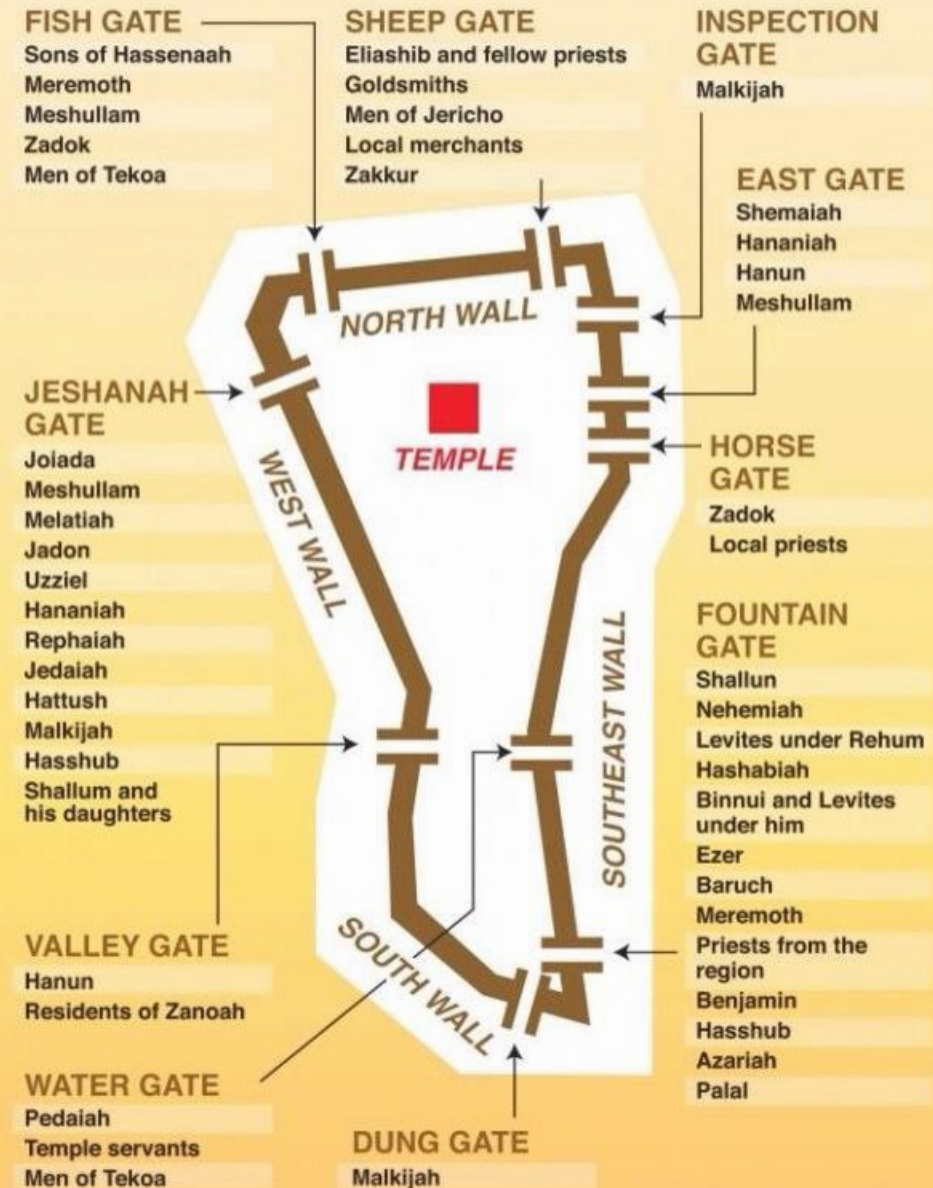 FISH GATE
Sons of Hassenaah
Meremoth
Meshullam
Zadok
Men of Tekoa
SHEEP GATE
Eliashib and fellow priests
Goldsmiths
Men of Jericho
Local merchants
Zakkur
INSPECTION
GATE
Malkijah
EAST GATE
Shemaiah
Hananiah
Hanun
Meshullam
NORTH WALL
JESHANAH
GATE
Joiada
Meshullam
Melatiah
Jadon
Uzziel
Hananiah
Rephaiah
Jedaiah
Hattush
Malkijah
Hasshub
Shallum and
his daughters
TEMPLE
WEST WALL
HORSE
GATE
Zadok
Local priests
SOUTHEAST WALL
FOUNTAIN
GATE
Shallun
Nehemiah
Levites under Rehum
Hashabiah
Binnui and Levites
under him
Ezer
Baruch
Meremoth
Priests from the
region
Benjamin
Hasshub
Azariah
Palal
VALLEY GATE
Hanun
Residents of Zanoah
SOUTH WALL
WATER GATE
Pedaiah
Temple servants
Men of Tekoa
DUNG GATE
Malkijah